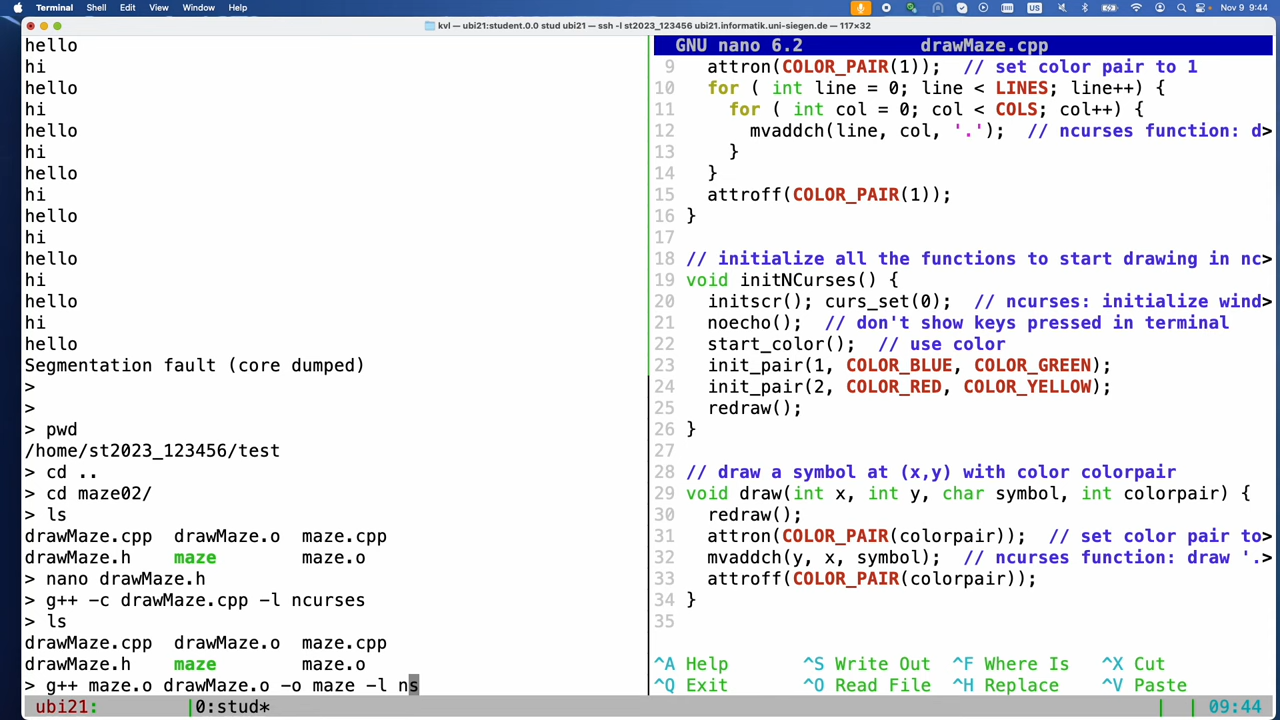 Terminal Shell Edit View Window Help Nov 9 9:44
kvl — ubi21:student.0.0 stud ubi21 — ssh -l st2023_123456 ubi21.informatik.uni-siegen.de — 117×32
hello
hi
hello
hi
hello
hi
hello
hi
hello
hi
hello
hi
hello
hi
hello
Segmentation fault (core dumped)
>
>
> pwd
/home/st2023_123456/test
> cd ..
> cd maze02/
> ls
drawMaze.cpp drawMaze.o maze.cpp
drawMaze.h maze maze.o
> nano drawMaze.h
> g++ -c drawMaze.cpp -l ncurses
> ls
drawMaze.cpp drawMaze.o maze.cpp
drawMaze.h maze maze.o
> g++ maze.o drawMaze.o -o maze -l ns
GNU nano 6.2 drawMaze.cpp
9 attron(COLOR_PAIR(1)); // set color pair to 1
10 for ( int line = 0; line < LINES; line++) {
11 for ( int col = 0; col < COLS; col++) {
12 mvaddch(line, col, '.'); // ncurses function: d>
13 }
14 }
15 attroff(COLOR_PAIR(1));
16 }
17
18 // initialize all the functions to start drawing in nc>
19 void initNCurses() {
20 initscr(); curs_set(0); // ncurses: initialize wind>
21 noecho(); // don't show keys pressed in terminal
22 start_color(); // use color
23 init_pair(1, COLOR_BLUE, COLOR_GREEN);
24 init_pair(2, COLOR_RED, COLOR_YELLOW);
25 redraw();
26 }
27
28 // draw a symbol at (x,y) with color colorpair
29 void draw(int x, int y, char symbol, int colorpair) {
30 redraw();
31 attron(COLOR_PAIR(colorpair)); // set color pair to>
32 mvaddch(y, x, symbol); // ncurses function: draw '.>
33 attroff(COLOR_PAIR(colorpair));
34 }
35
^A Help ^S Write Out ^F Where Is ^X Cut
^Q Exit ^O Read File ^H Replace ^V Paste
ubi21: |0:stud* | | 09:44